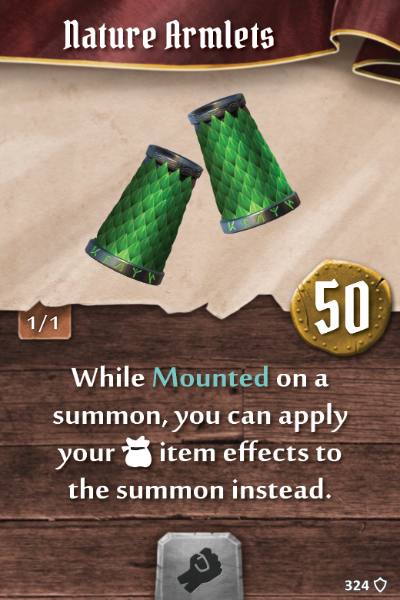 Nature Armlets
1/1
50
While Mounted on a
summon, you can apply
your item effects to
the summon instead.
324